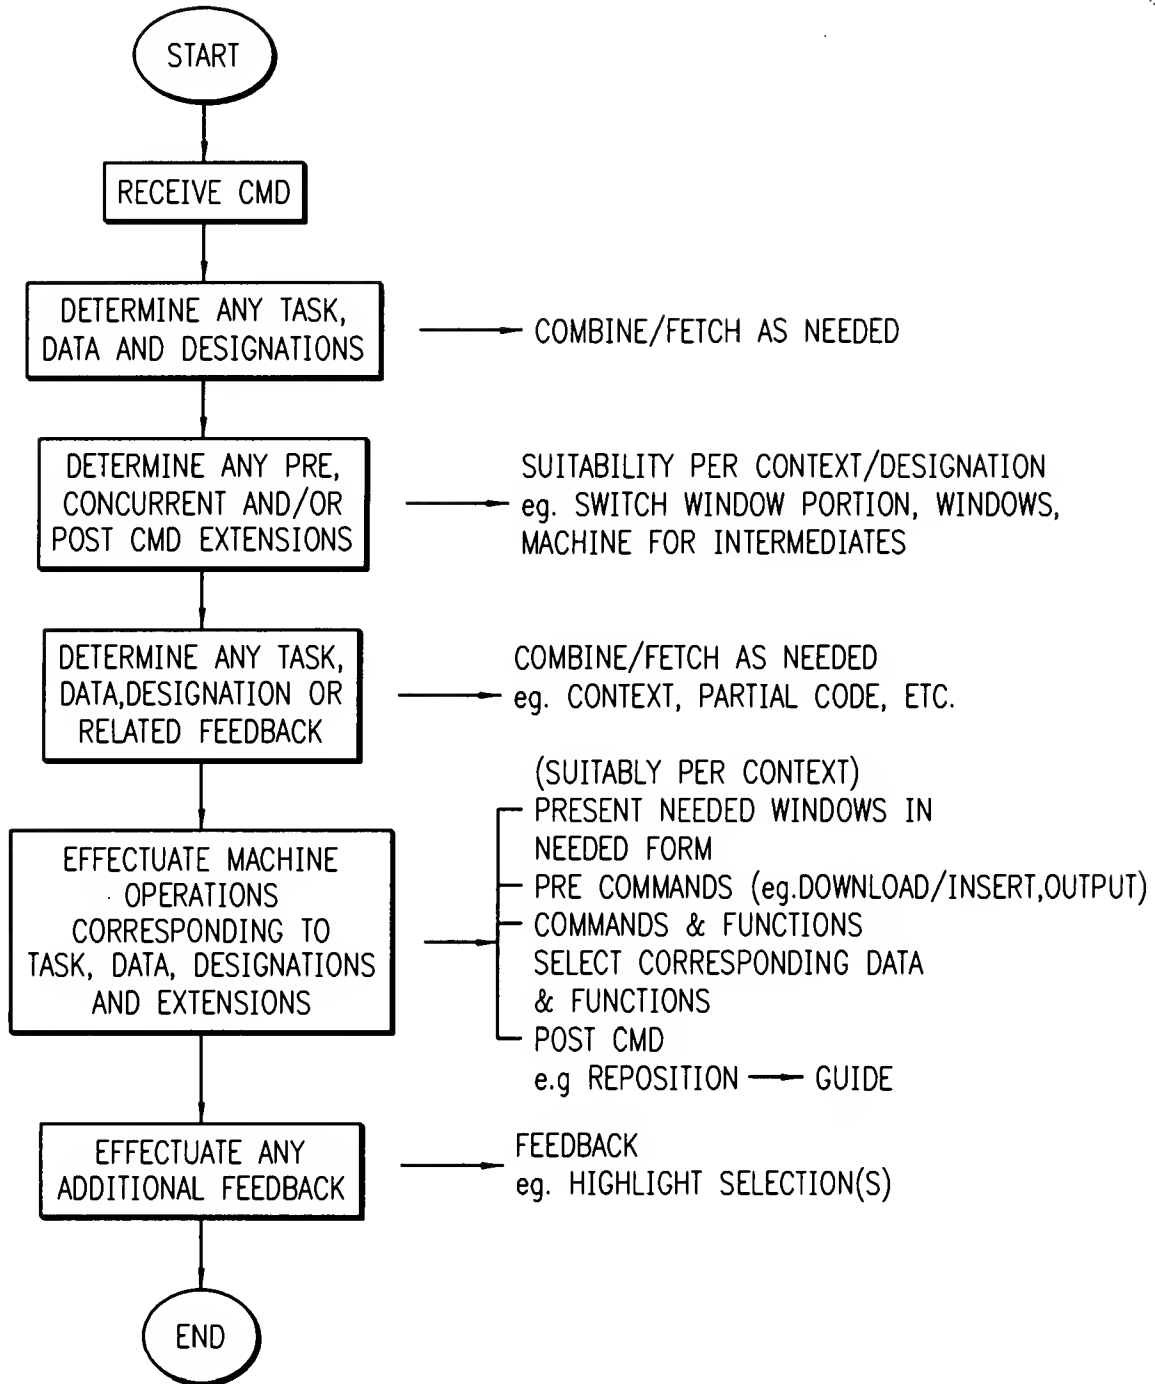 START
RECEIVE CMD
DETERMINE ANY TASK,
DATA AND DESIGNATIONS
COMBINE/FETCH AS NEEDED
DETERMINE ANY PRE,
CONCURRENT AND/OR
POST CMD EXTENSIONS
SUITABILITY PER CONTEXT/DESIGNATION
eg. SWITCH WINDOW PORTION, WINDOWS,
MACHINE FOR INTERMEDIATES
DETERMINE ANY TASK,
DATA,DESIGNATION OR
RELATED FEEDBACK
COMBINE/FETCH AS NEEDED
eg. CONTEXT, PARTIAL CODE, ETC.
EFFECTUATE MACHINE
OPERATIONS
CORRESPONDING TO
TASK, DATA, DESIGNATIONS
AND EXTENSIONS
(SUITABLY PER CONTEXT)
PRESENT NEEDED WINDOWS IN
NEEDED FORM
PRE COMMANDS (eg.DOWNLOAD/INSERT,OUTPUT)
COMMANDS & FUNCTIONS
SELECT CORRESPONDING DATA
& FUNCTIONS
POST CMD
e.g REPOSITION → GUIDE
EFFECTUATE ANY
ADDITIONAL FEEDBACK
FEEDBACK
eg. HIGHLIGHT SELECTION(S)
END